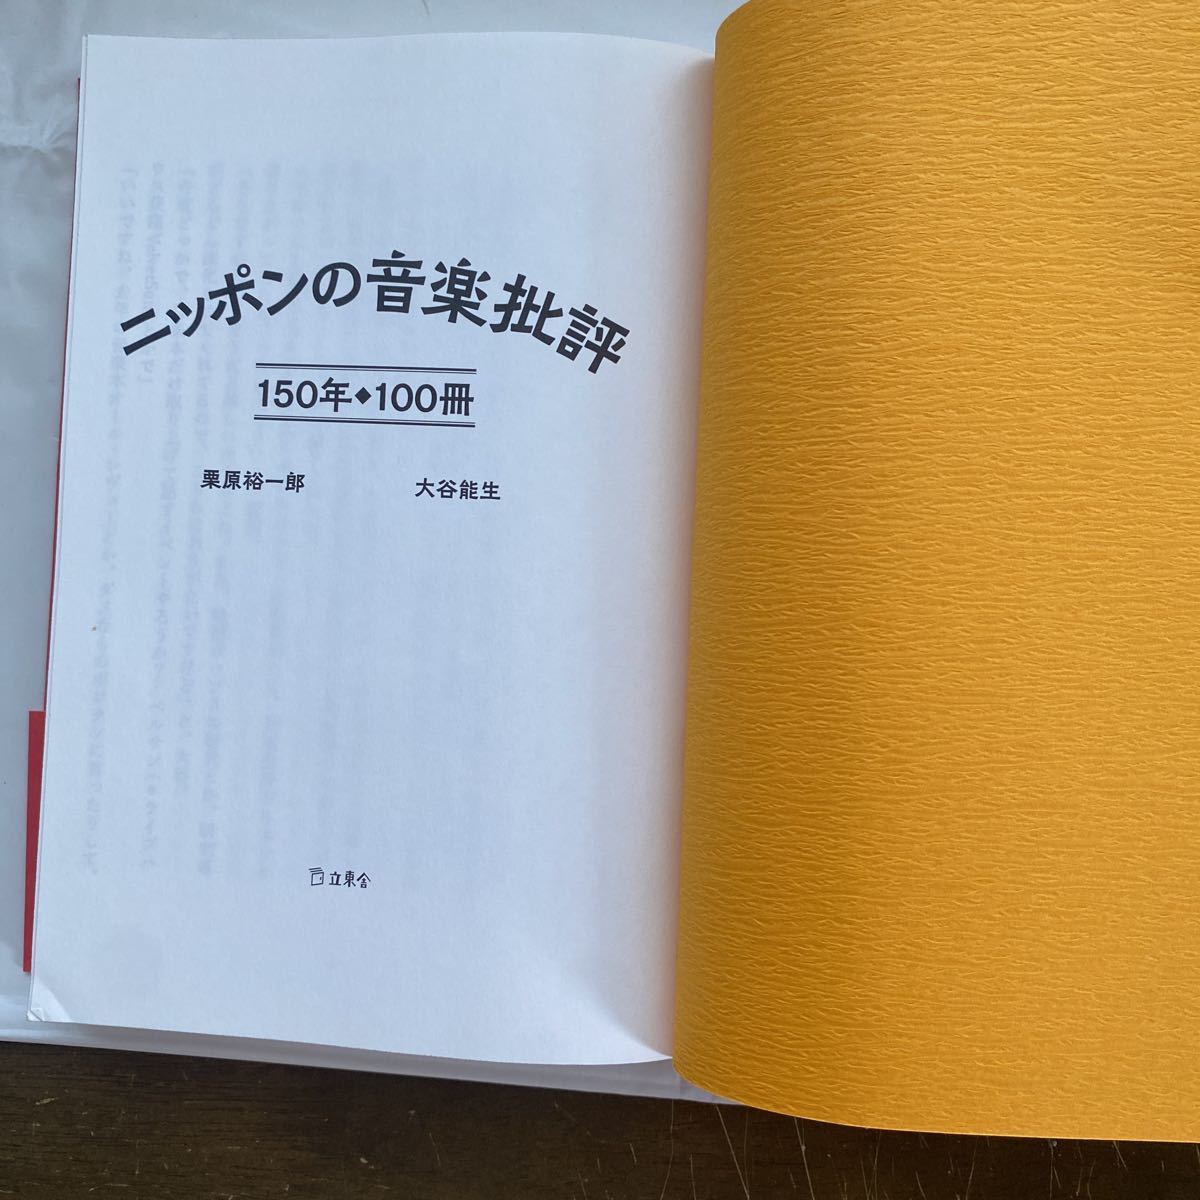 ニッポンの音楽批評
150年◆100冊
栗原裕一郎
大谷能生
立東舎